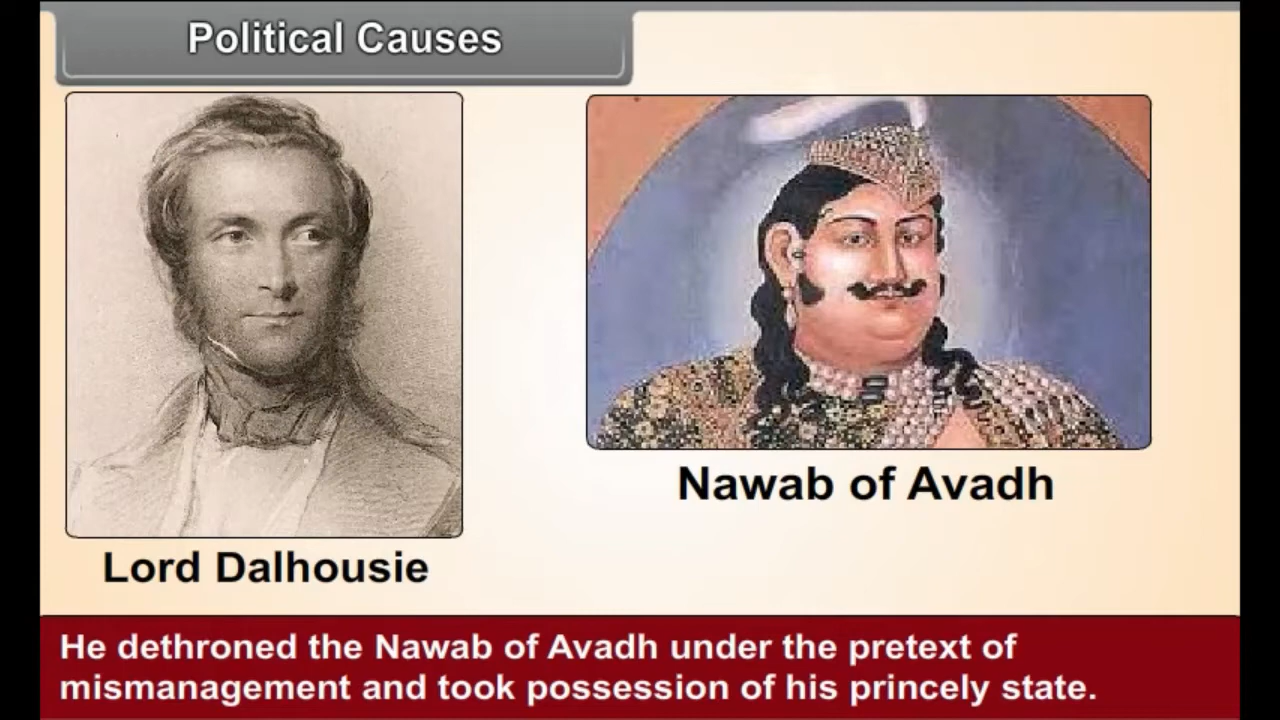 Political Causes
Lord Dalhousie
Nawab of Avadh
He dethroned the Nawab of Avadh under the pretext of
mismanagement and took possession of his princely state.